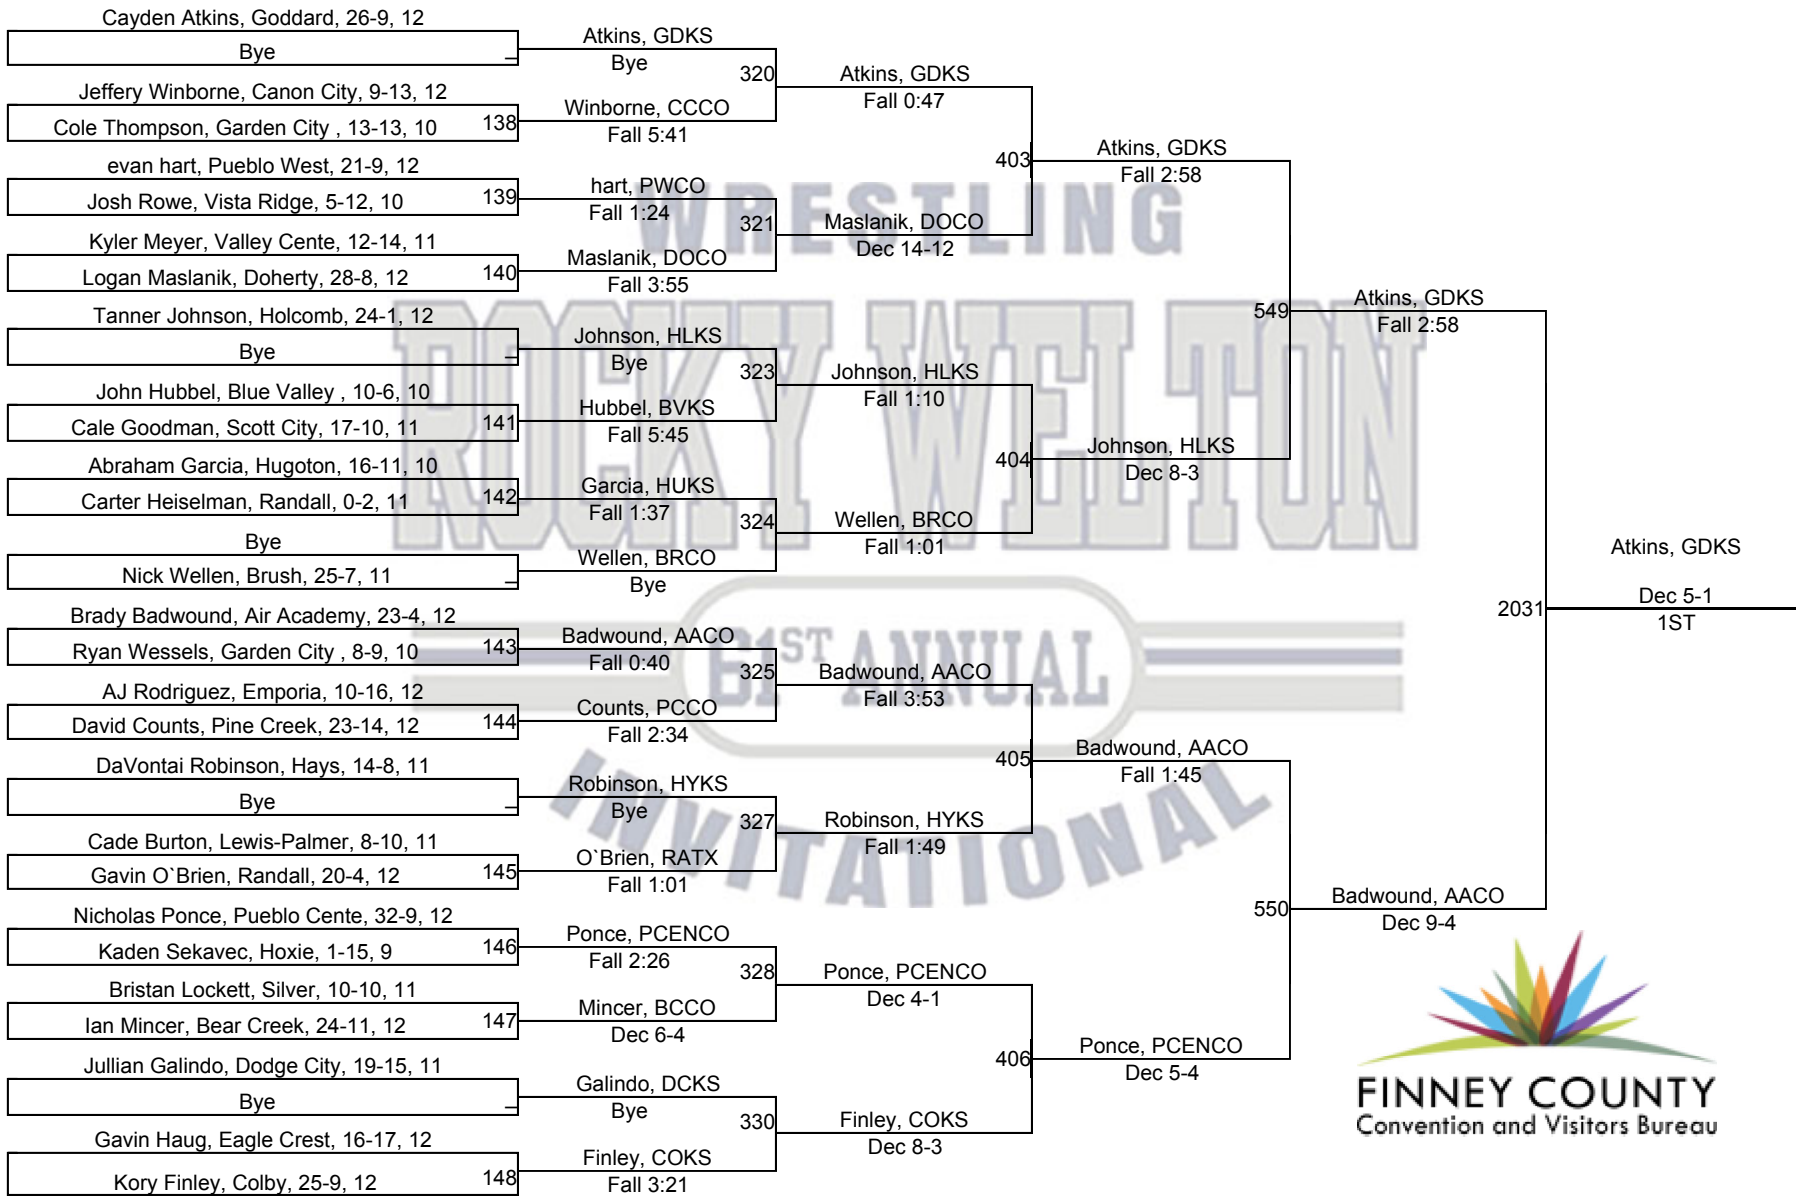 Cayden Atkins, Goddard, 26-9, 12
Bye
_
Jeffery Winborne, Canon City, 9-13, 12
Cole Thompson, Garden City , 13-13, 10
138
evan hart, Pueblo West, 21-9, 12
Josh Rowe, Vista Ridge, 5-12, 10
139
Kyler Meyer, Valley Cente, 12-14, 11
Logan Maslanik, Doherty, 28-8, 12
140
Tanner Johnson, Holcomb, 24-1, 12
Bye
_
John Hubbel, Blue Valley , 10-6, 10
Cale Goodman, Scott City, 17-10, 11
141
Abraham Garcia, Hugoton, 16-11, 10
Carter Heiselman, Randall, 0-2, 11
142
Bye
Nick Wellen, Brush, 25-7, 11
_
Brady Badwound, Air Academy, 23-4, 12
Ryan Wessels, Garden City , 8-9, 10
143
AJ Rodriguez, Emporia, 10-16, 12
David Counts, Pine Creek, 23-14, 12
144
DaVontai Robinson, Hays, 14-8, 11
Bye
_
Cade Burton, Lewis-Palmer, 8-10, 11
Gavin O`Brien, Randall, 20-4, 12
145
Nicholas Ponce, Pueblo Cente, 32-9, 12
Kaden Sekavec, Hoxie, 1-15, 9
146
Bristan Lockett, Silver, 10-10, 11
Ian Mincer, Bear Creek, 24-11, 12
147
Jullian Galindo, Dodge City, 19-15, 11
Bye
_
Gavin Haug, Eagle Crest, 16-17, 12
Kory Finley, Colby, 25-9, 12
148
Atkins, GDKS
Bye
320
Winborne, CCCO
Fall 5:41
hart, PWCO
Fall 1:24
321
Maslanik, DOCO
Fall 3:55
Johnson, HLKS
Bye
323
Hubbel, BVKS
Fall 5:45
Garcia, HUKS
Fall 1:37
324
Wellen, BRCO
Bye
Badwound, AACO
Fall 0:40
325
Counts, PCCO
Fall 2:34
Robinson, HYKS
Bye
327
O`Brien, RATX
Fall 1:01
Ponce, PCENCO
Fall 2:26
328
Mincer, BCCO
Dec 6-4
Galindo, DCKS
Bye
330
Finley, COKS
Fall 3:21
Atkins, GDKS
Fall 0:47
403
Maslanik, DOCO
Dec 14-12
Johnson, HLKS
Fall 1:10
404
Wellen, BRCO
Fall 1:01
Badwound, AACO
Fall 3:53
405
Robinson, HYKS
Fall 1:49
Ponce, PCENCO
Dec 4-1
406
Finley, COKS
Dec 8-3
Atkins, GDKS
Fall 2:58
549
Johnson, HLKS
Dec 8-3
Badwound, AACO
Fall 1:45
550
Ponce, PCENCO
Dec 5-4
Atkins, GDKS
Fall 2:58
2031
Badwound, AACO
Dec 9-4
Atkins, GDKS
Dec 5-1
1ST
WRESTLING
ROCKY WELTON
61ST ANNUAL
INVITATIONAL
FINNEY COUNTY
Convention and Visitors Bureau